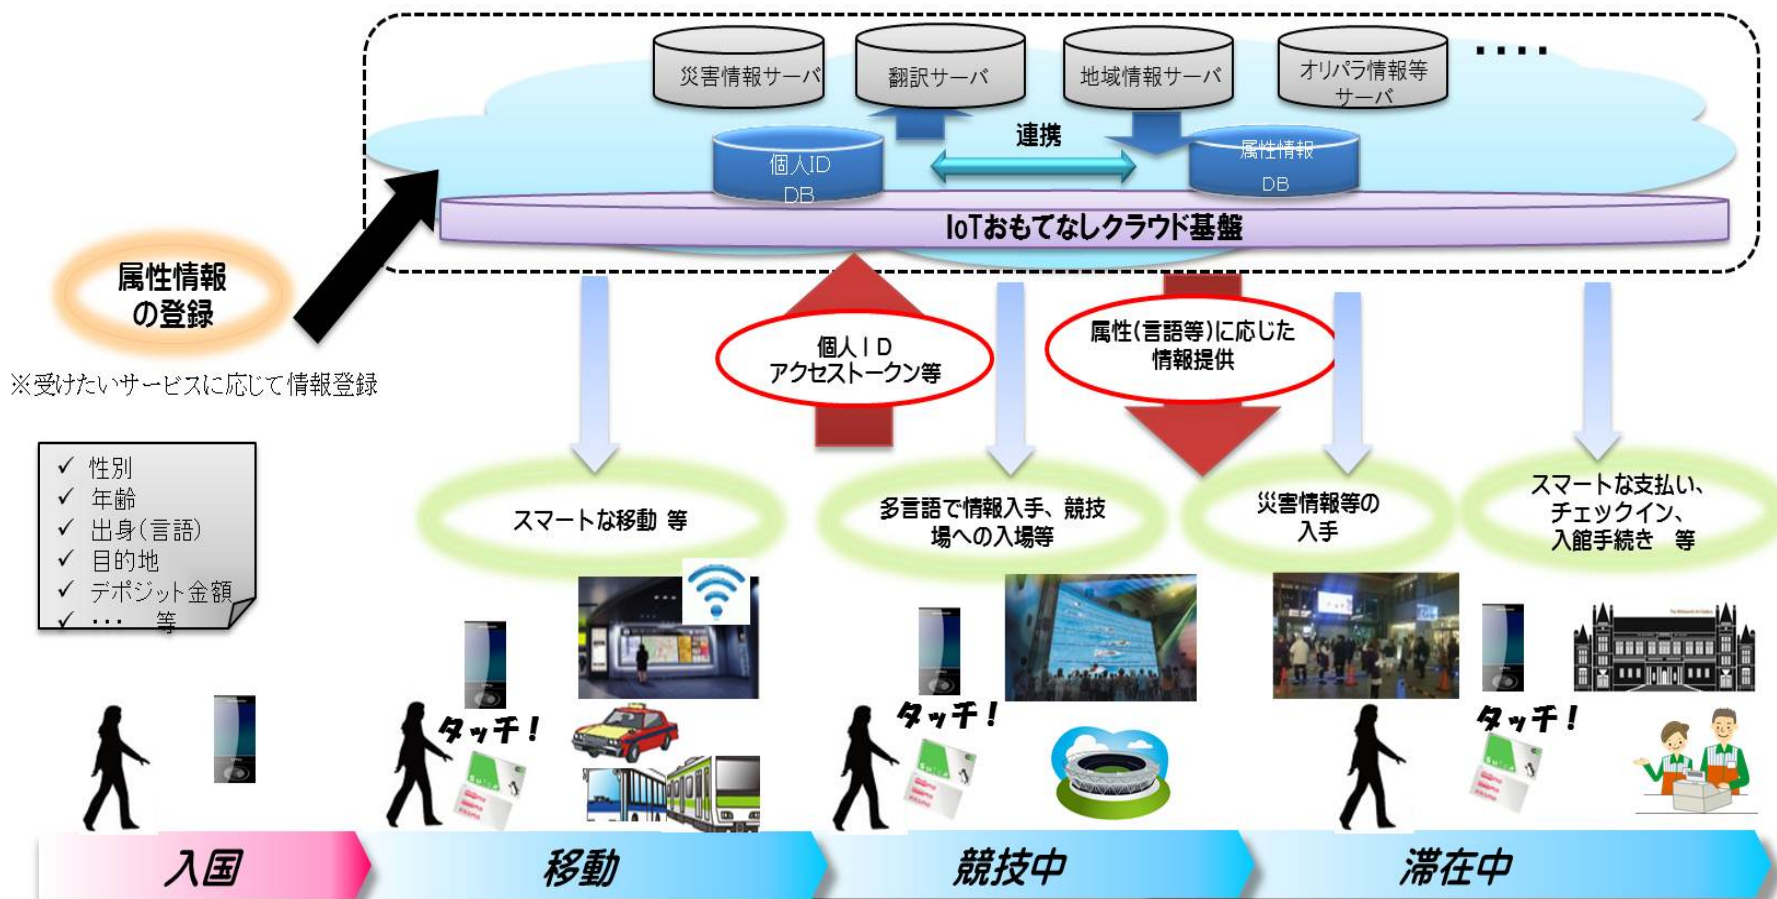 災害情報サーバ
翻訳サーバ
地域情報サーバ
オリパラ情報等
サーバ
・・・・
連携
個人ID
DB
属性情報
DB
IoTおもてなしクラウド基盤
属性情報
の登録
※受けたいサービスに応じて情報登録
個人ＩＤ
アクセストークン等
属性(言語等)に応じた
情報提供
✓ 性別
✓ 年齢
✓ 出身(言語)
✓ 目的地
✓ デポジット金額
✓ ・・・ 等
スマートな移動 等
多言語で情報入手、競技
場への入場等
災害情報等の
入手
スマートな支払い、
チェックイン、
入館手続き 等
タッチ！
タッチ！
タッチ！
入国
移動
競技中
滞在中